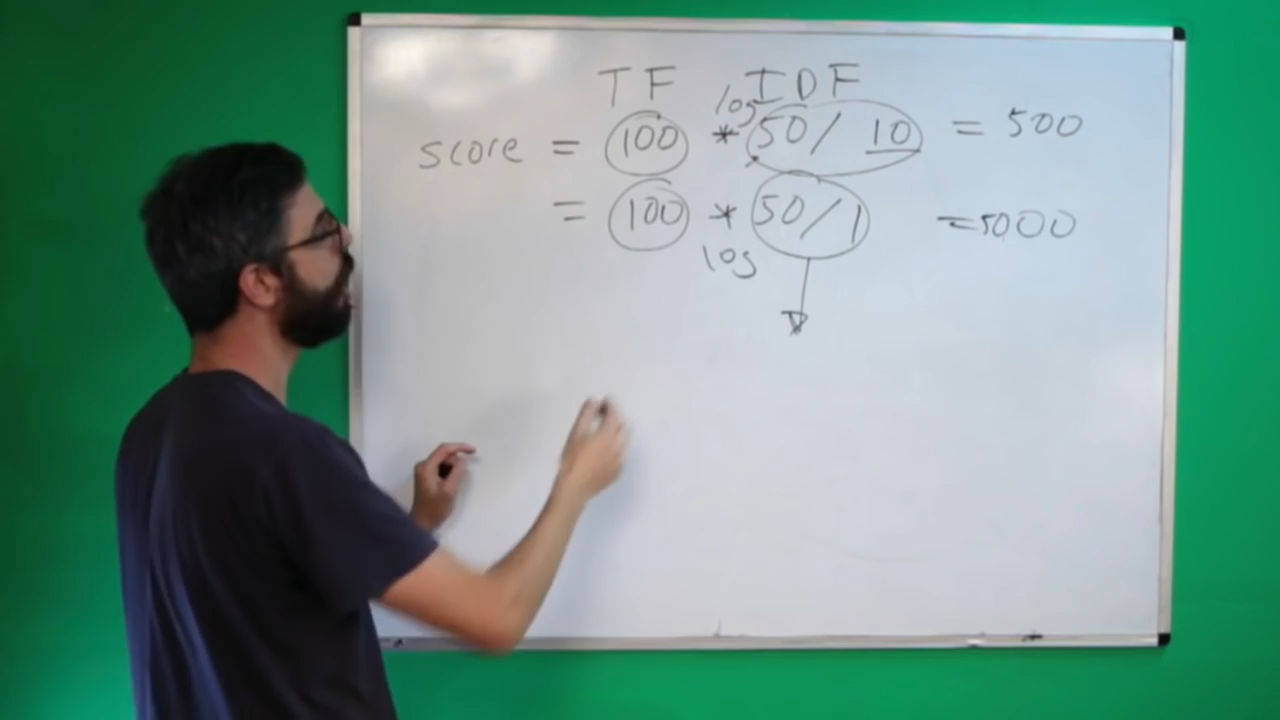 TF IDF
score = 100 * log 50/10 = 500
= 100 * log 50/1 = 5000